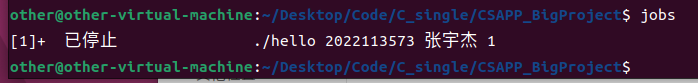 other@other-virtual-machine:~/Desktop/Code/C_single/CSAPP_BigProject$ jobs
[1]+  已停止               ./hello 2022113573 张宇杰 1
other@other-virtual-machine:~/Desktop/Code/C_single/CSAPP_BigProject$